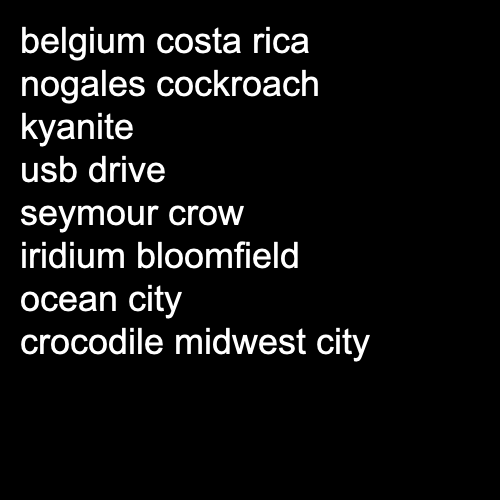 belgium costa rica
nogales cockroach
kyanite
usb drive
seymour crow
iridium bloomfield
ocean city
crocodile midwest city